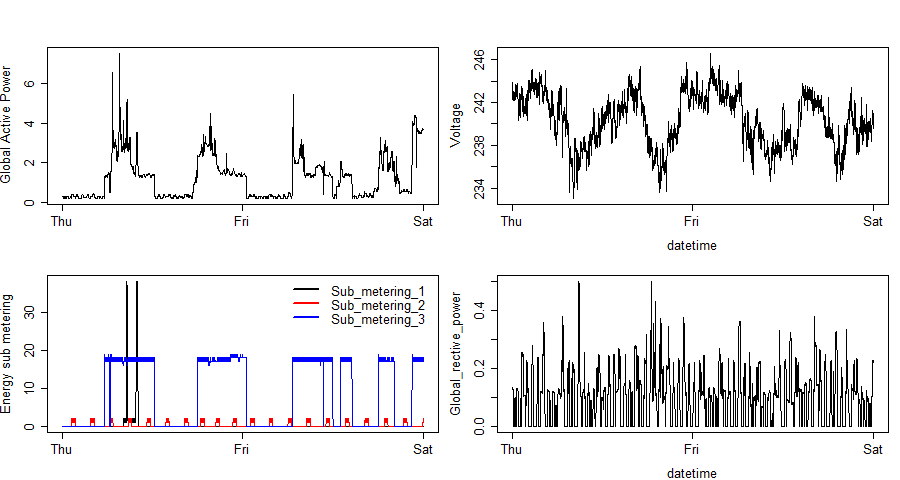 Global Active Power
0 2 4 6
Thu Fri Sat
Voltage
234 238 242 246
Thu Fri Sat
datetime
Energy sub metering
0 10 20 30
Sub_metering_1
Sub_metering_2
Sub_metering_3
Thu Fri Sat
Global_rective_power
0.0 0.2 0.4
Thu Fri Sat
datetime